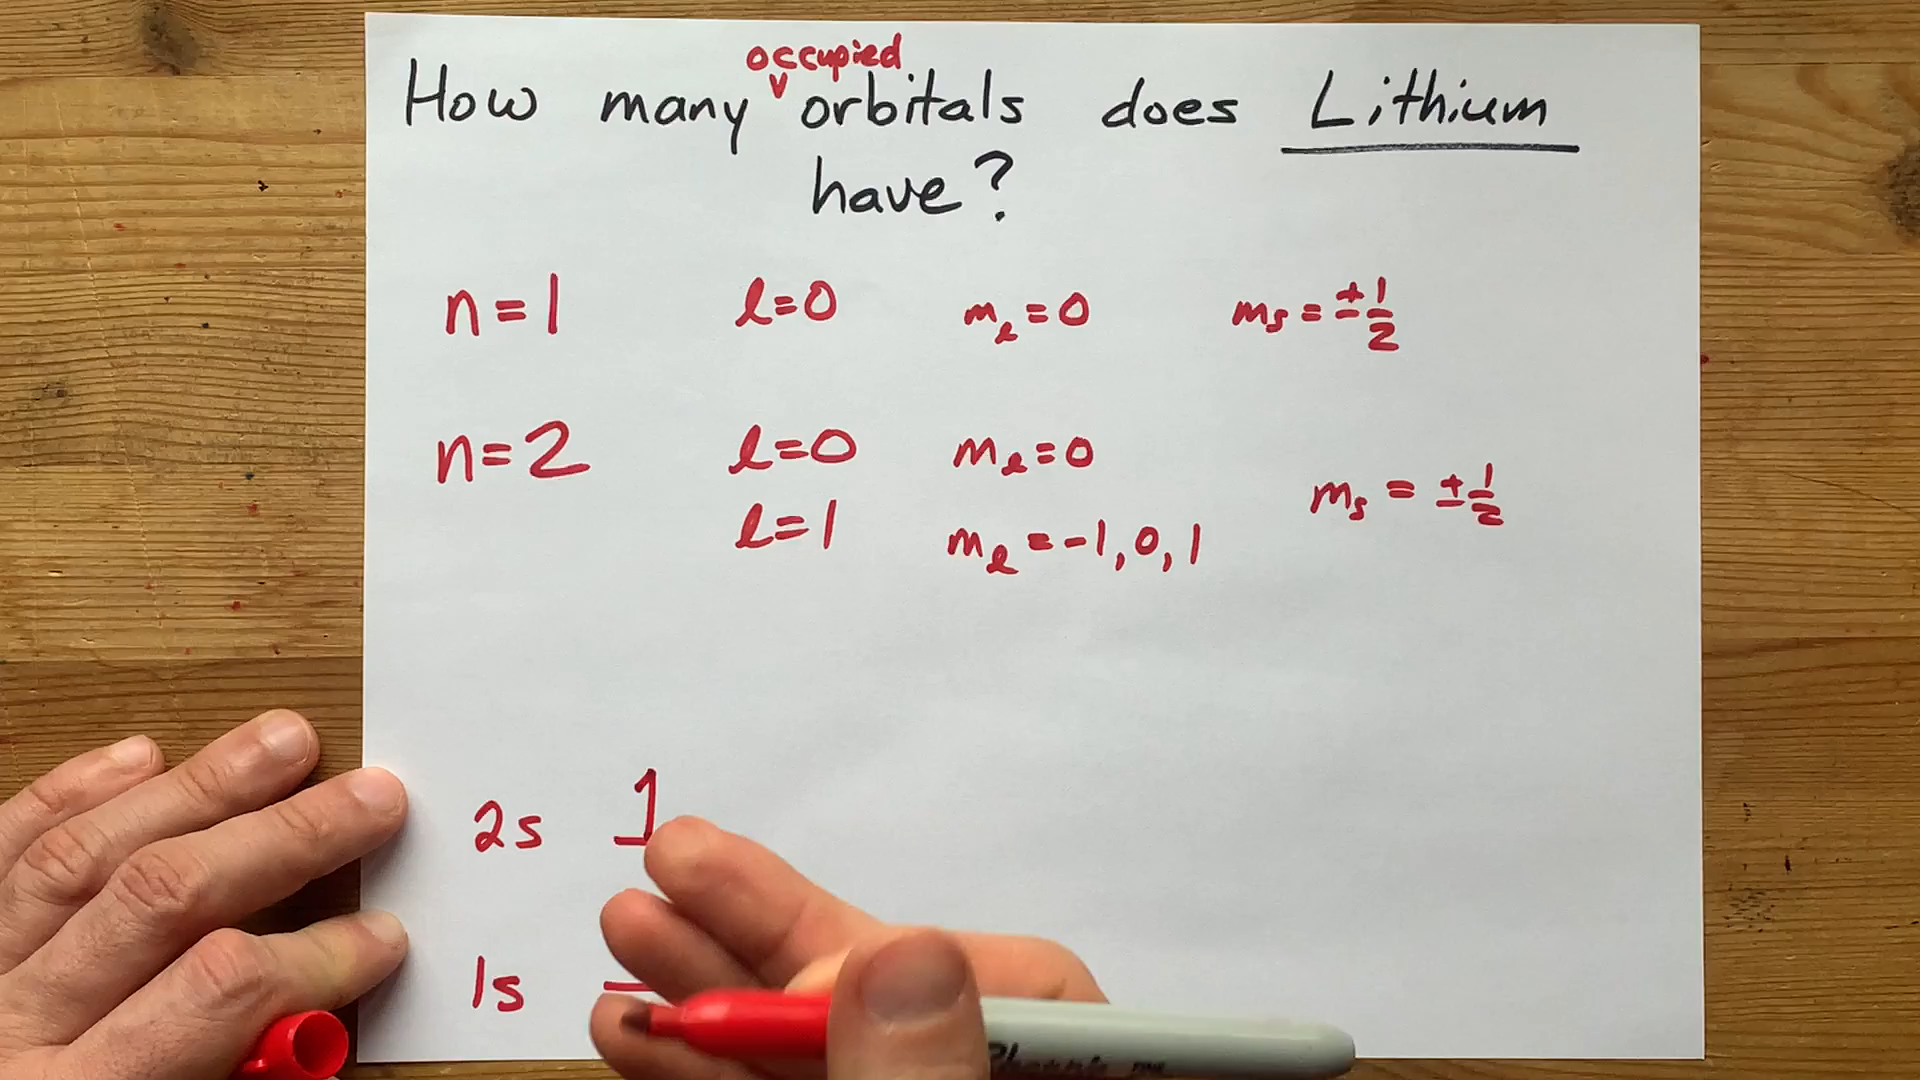 How many occupied orbitals does Lithium
have?
n=1 l=0 mₗ=0 mₛ=±1/2
n=2 l=0 mₗ=0
l=1 mₗ=-1,0,1 mₛ=±1/2
2s 1
1s